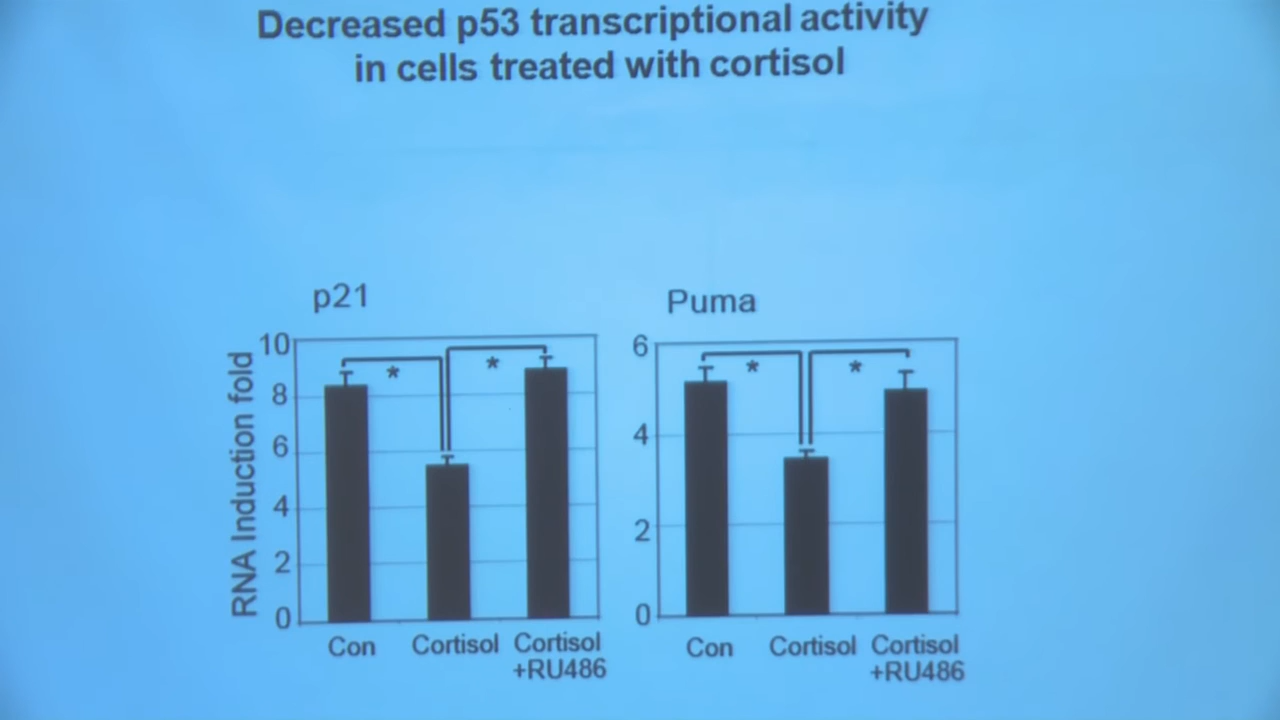 Decreased p53 transcriptional activity
in cells treated with cortisol
p21
Puma
RNA Induction fold
10
8
6
4
2
0
*
*
Con
Cortisol
Cortisol
+RU486
6
4
2
0
*
*
Con
Cortisol
Cortisol
+RU486